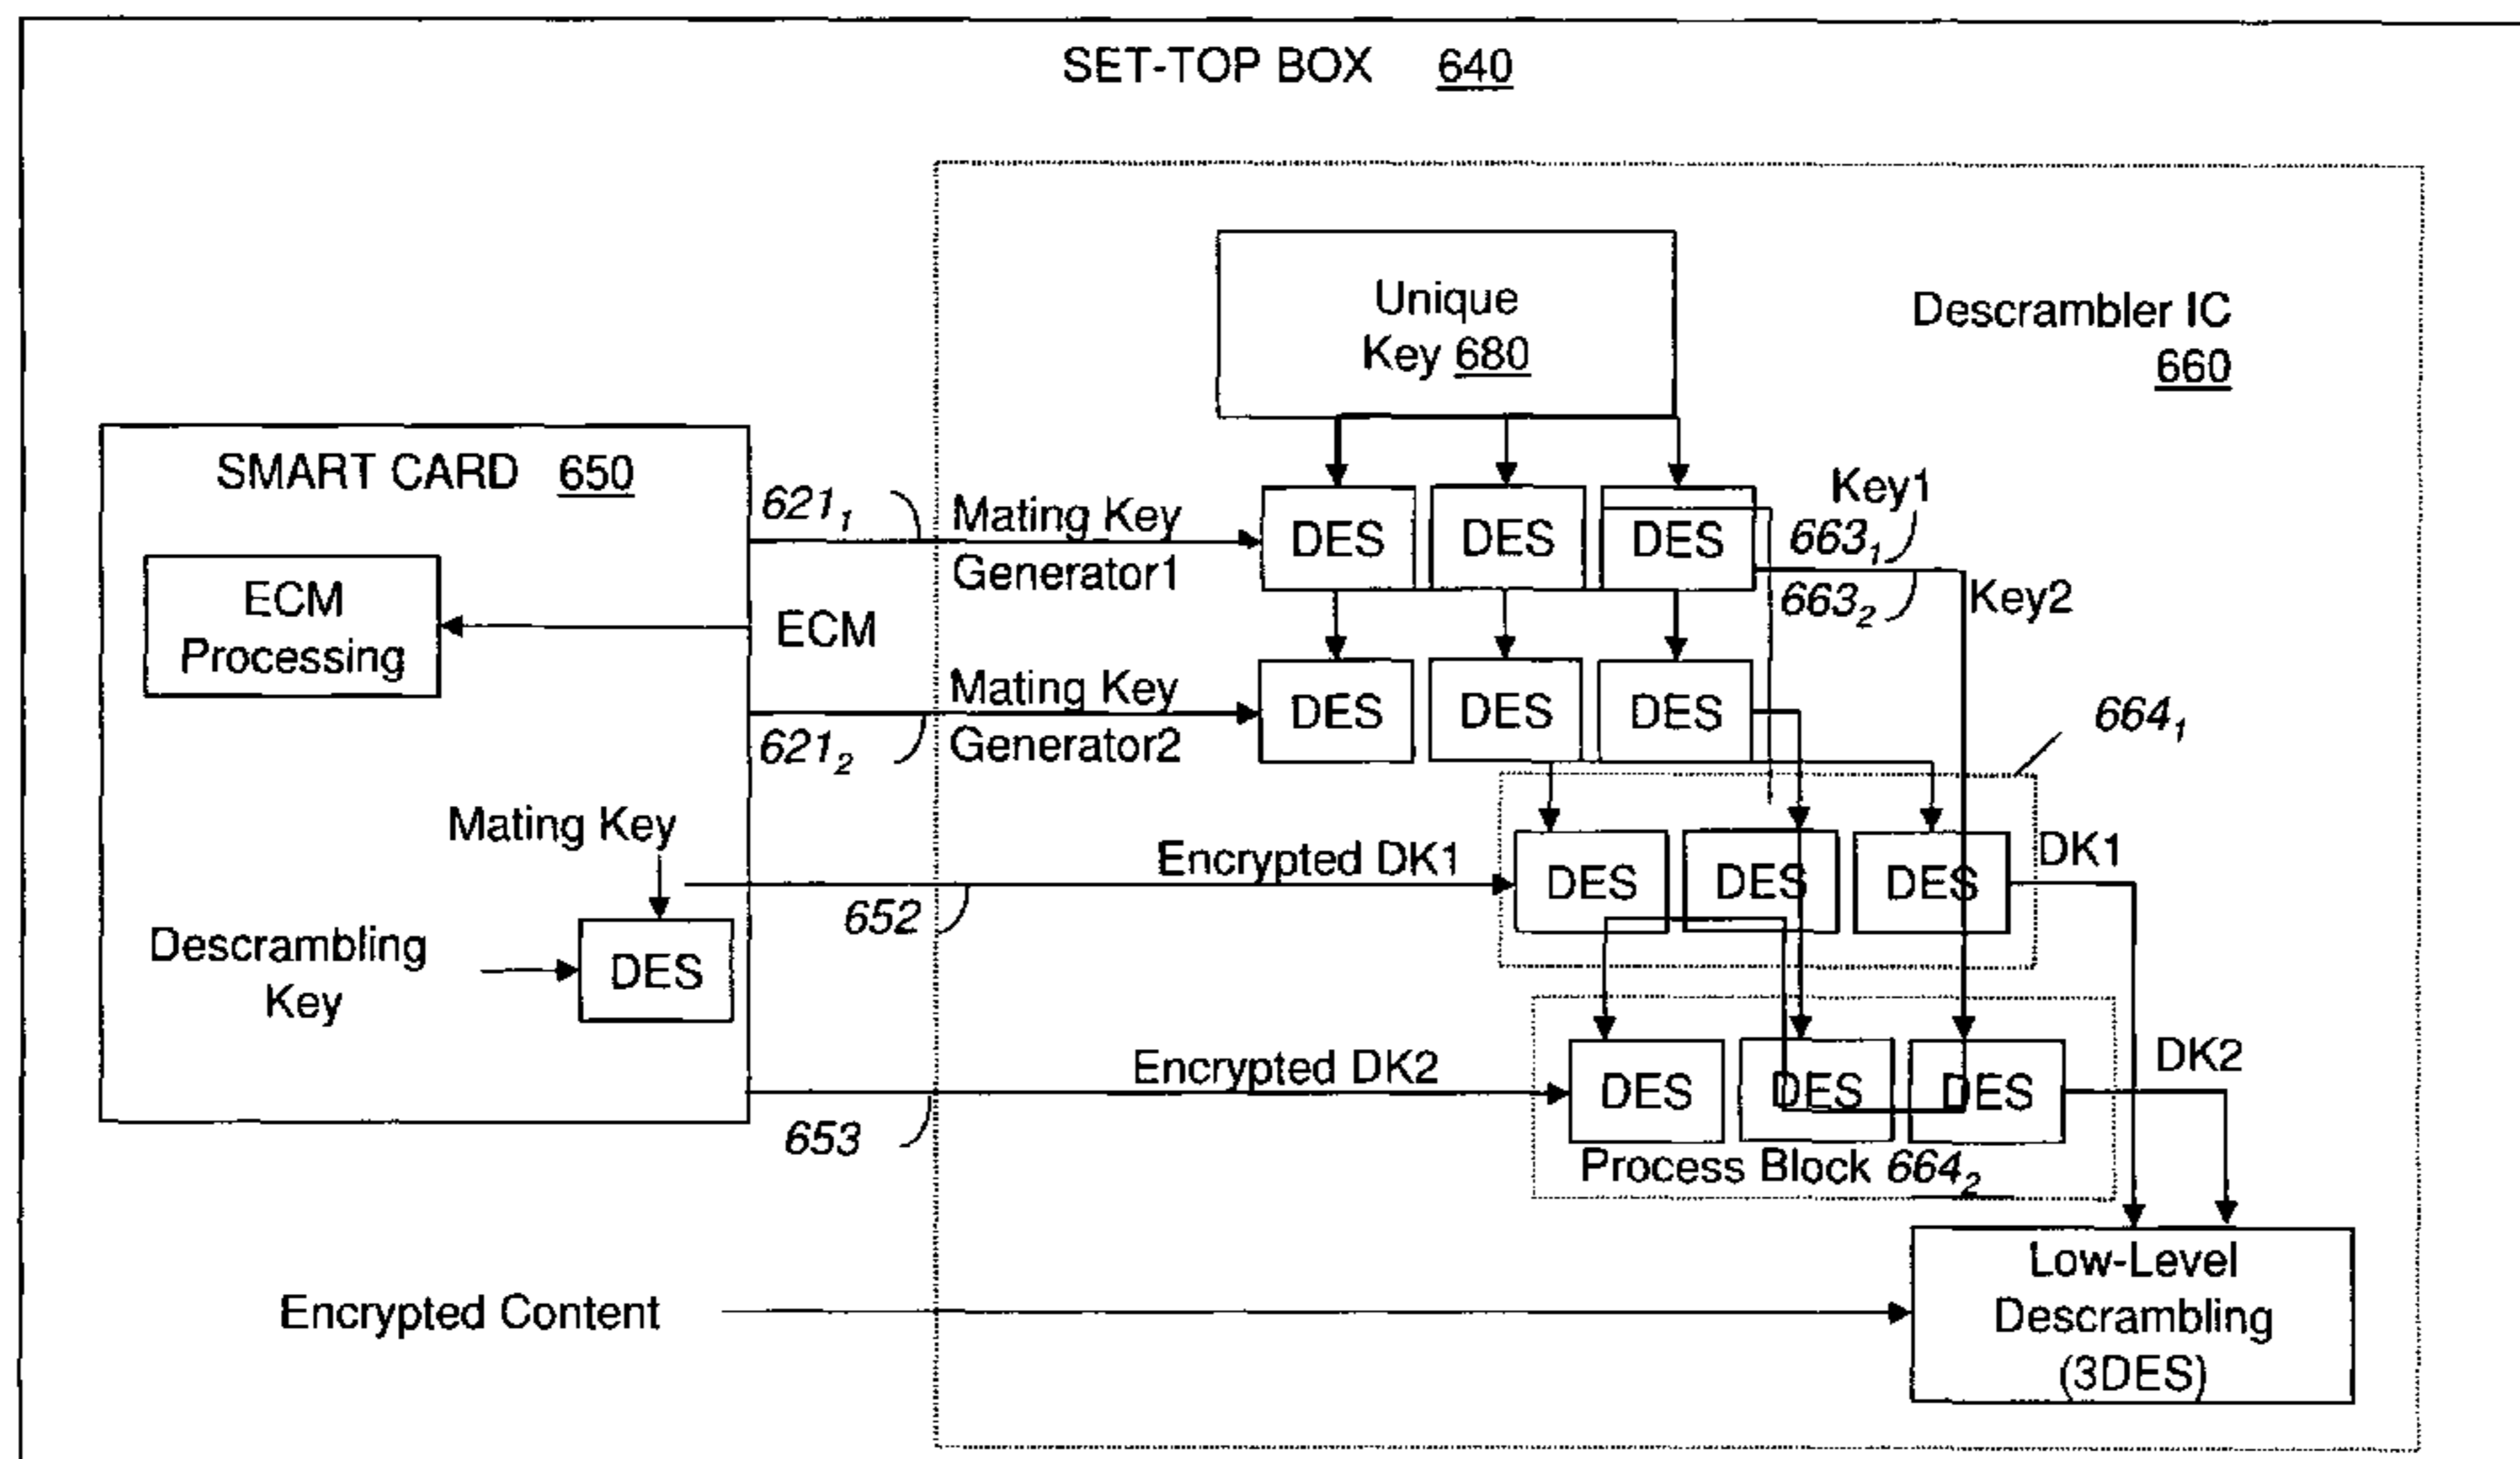 SET-TOP BOX 640
Unique
Key 680
Descrambler IC
660
SMART CARD 650
ECM
Processing
ECM
621₁
Mating Key
Generator1
DES DES DES
Key1
663₁
663₂
Key2
621₂
Mating Key
Generator2
DES DES DES
664₁
Mating Key
Descrambling
Key
DES
652
Encrypted DK1
DES DES DES
DK1
653
Encrypted DK2
DES DES DES
DK2
Process Block 664₂
Encrypted Content
Low-Level
Descrambling
(3DES)